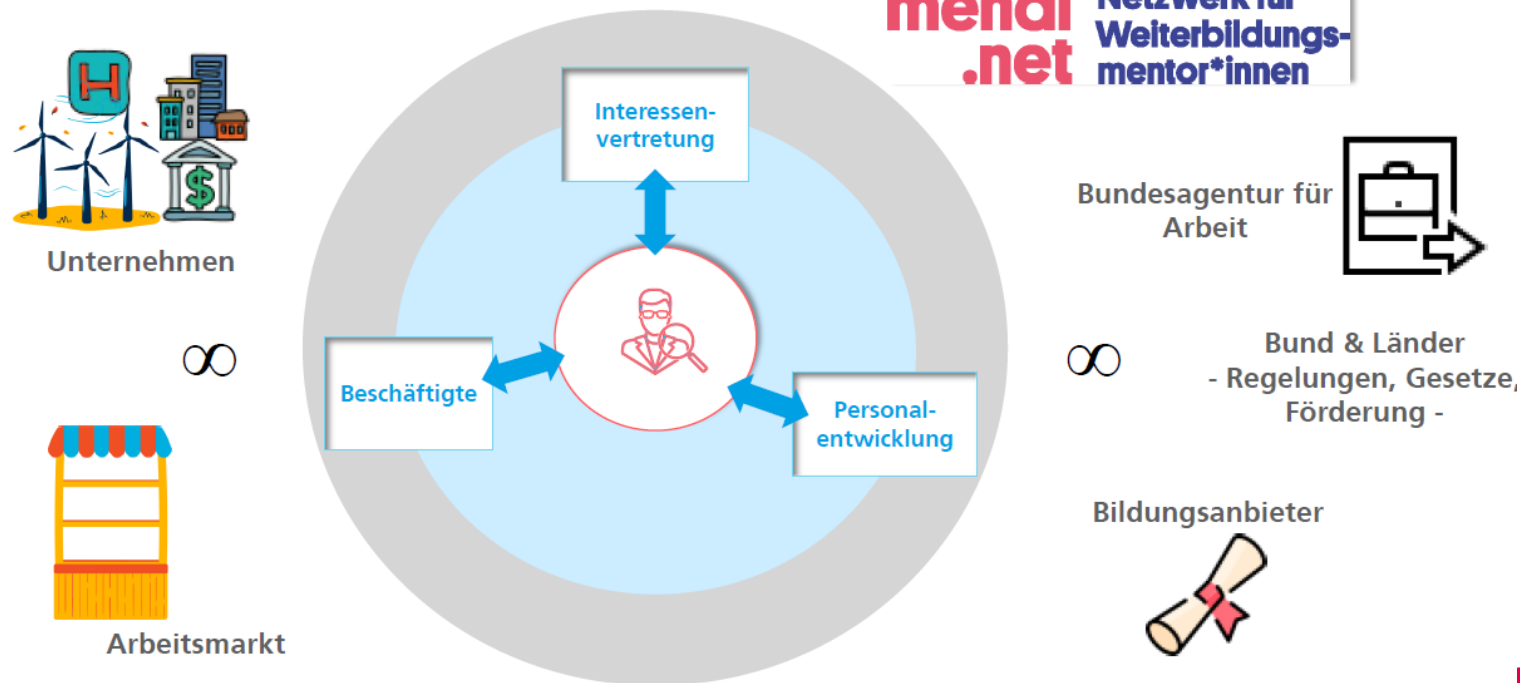 mendi
.net
Netzwerk für
Weiterbildungs-
mentor*innen
Interessen-
vertretung
H
$
Unternehmen
Bundesagentur für
Arbeit
∞
∞
Beschäftigte
Personal-
entwicklung
Bund & Länder
- Regelungen, Gesetze,
Förderung -
Bildungsanbieter
Arbeitsmarkt